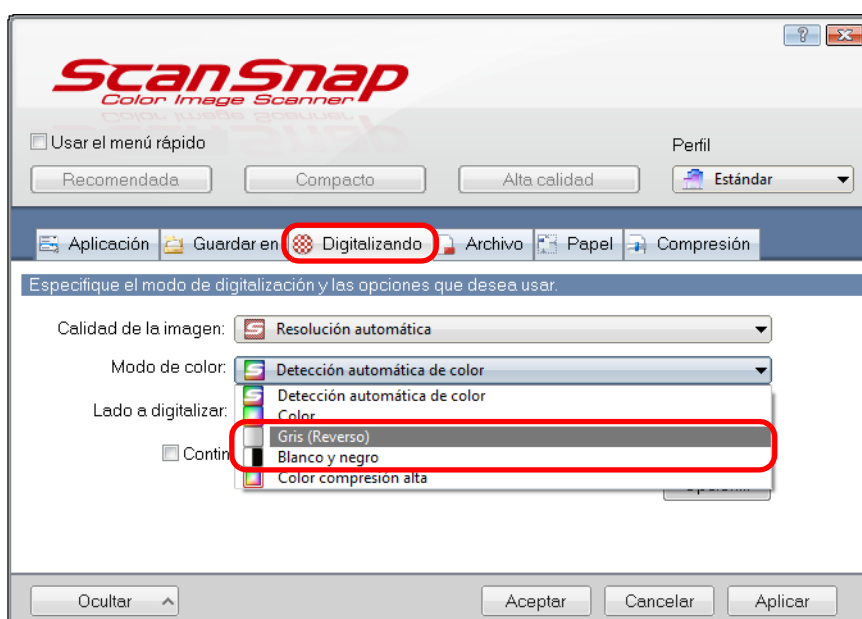 ScanSnap
Color Image Scanner
Usar el menú rápido
Perfil
Recomendada Compacto Alta calidad Estándar
Aplicación Guardar en Digitalizando Archivo Papel Compresión
Especifique el modo de digitalización y las opciones que desea usar.
Calidad de la imagen: Resolución automática
Modo de color: Detección automática de color
Detección automática de color
Lado a digitalizar: Color
Gris (Reverso)
Contin Blanco y negro
Color compresión alta
Ocultar Aceptar Cancelar Aplicar